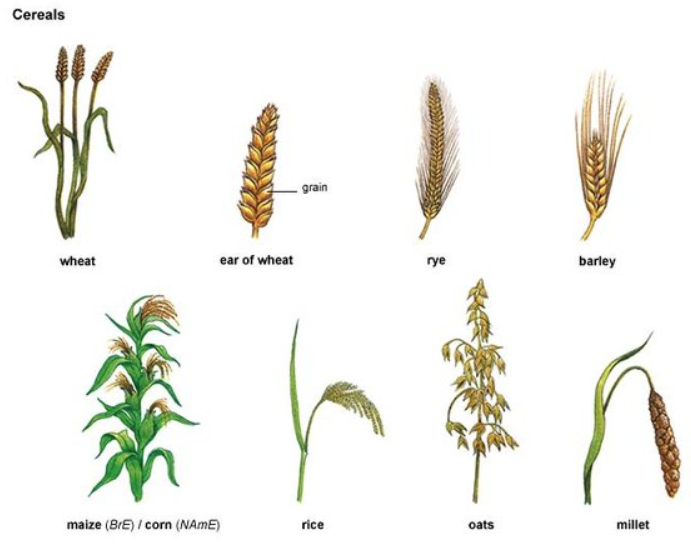 Cereals
grain
wheat
ear of wheat
rye
barley
maize (BrE) / corn (NAmE)
rice
oats
millet